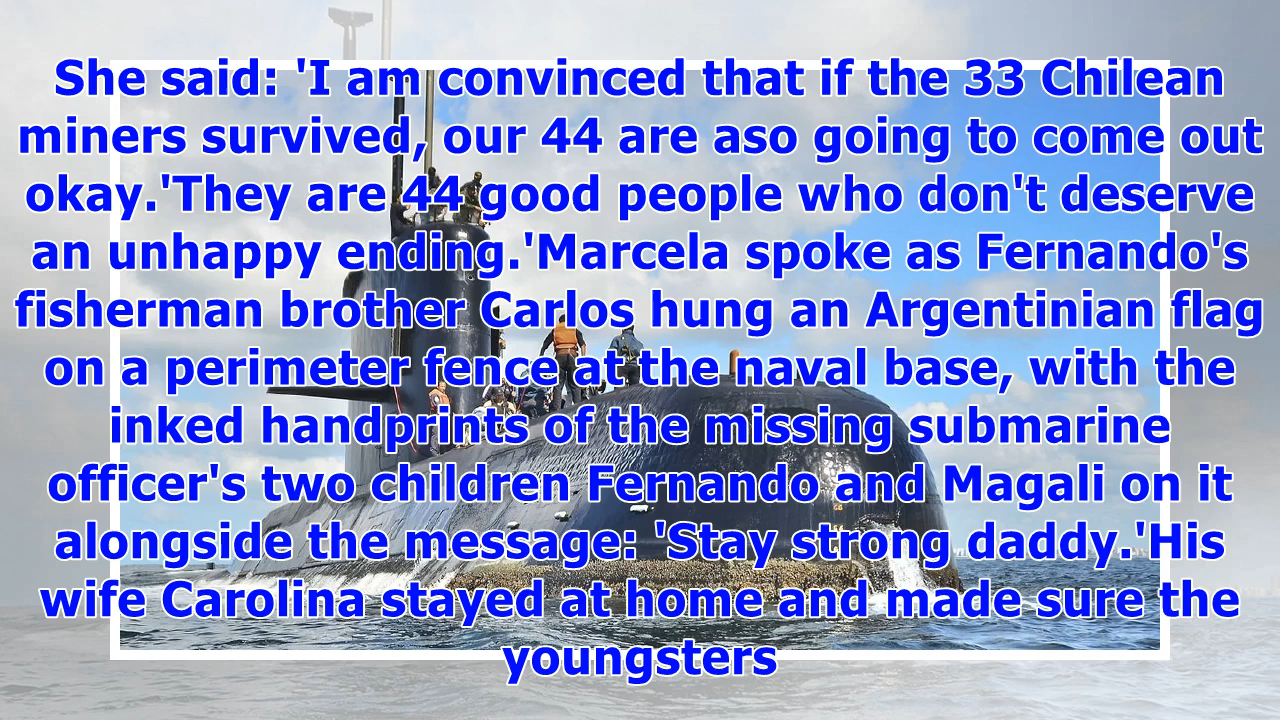 She said: 'I am convinced that if the 33 Chilean
miners survived, our 44 are aso going to come out
okay.'They are 44 good people who don't deserve
an unhappy ending.'Marcela spoke as Fernando's
fisherman brother Carlos hung an Argentinian flag
on a perimeter fence at the naval base, with the
inked handprints of the missing submarine
officer's two children Fernando and Magali on it
alongside the message: 'Stay strong daddy.'His
wife Carolina stayed at home and made sure the
youngsters